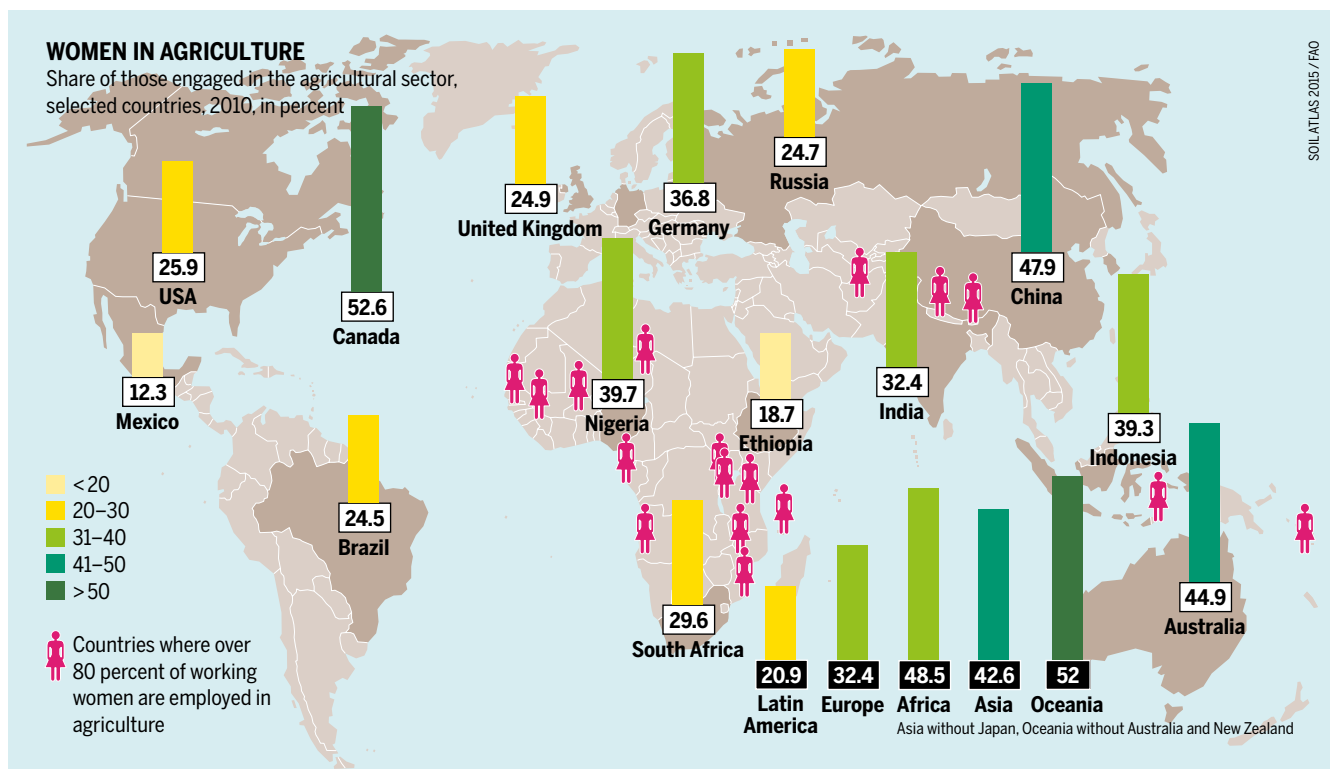 WOMEN IN AGRICULTURE
Share of those engaged in the agricultural sector,
selected countries, 2010, in percent
SOIL ATLAS 2015 / FAO
25.9
USA
52.6
Canada
12.3
Mexico
24.5
Brazil
24.9
United Kingdom
36.8
Germany
24.7
Russia
47.9
China
39.7
Nigeria
18.7
Ethiopia
32.4
India
39.3
Indonesia
29.6
South Africa
44.9
Australia
<20
20–30
31–40
41–50
>50
Countries where over
80 percent of working
women are employed in
agriculture
20.9
Latin
America
32.4
Europe
48.5
Africa
42.6
Asia
52
Oceania
Asia without Japan, Oceania without Australia and New Zealand